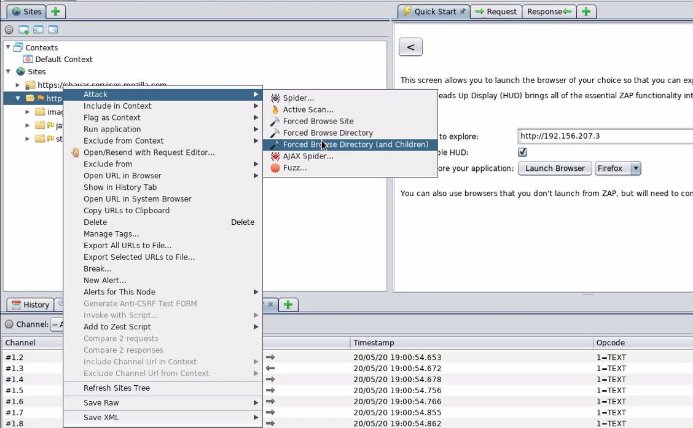 Sites
Quick Start
Request
Response
Contexts
Default Context
Sites
https://shavar.services.mozilla.com
http
imag
ja
st
Attack
Include in Context
Flag as Context
Run application
Exclude from Context
Open/Resend with Request Editor...
Exclude from
Open URL in Browser
Show in History Tab
Open URL in System Browser
Copy URLs to Clipboard
Delete Delete
Manage Tags...
Export All URLs to File...
Export Selected URLs to File...
Break...
New Alert...
Alerts for This Node
Generate Anti-CSRF Test FORM
Invoke with Script...
Add to Zest Script
Compare 2 requests
Compare 2 responses
Include Channel Url in Context
Exclude Channel Url from Context
Refresh Sites Tree
Save Raw
Save XML
Spider...
Active Scan...
Forced Browse Site
Forced Browse Directory
Forced Browse Directory (and Children)
AJAX Spider...
Fuzz...
<
This screen allows you to launch the browser of your choice so that you can exp
eads Up Display (HUD) brings all of the essential ZAP functionality int
to explore: http://192.156.207.3
le HUD:
ore your application: Launch Browser Firefox
You can also use browsers that you don't launch from ZAP, but will need to con
History
Channel: -- A
Channel Timestamp Opcode
#1.2 20/05/20 19:00:54.653 1=TEXT
#1.3 20/05/20 19:00:54.672 1=TEXT
#1.4 20/05/20 19:00:54.678 1=TEXT
#1.5 20/05/20 19:00:54.756 1=TEXT
#1.6 20/05/20 19:00:54.766 1=TEXT
#1.7 20/05/20 19:00:54.855 1=TEXT
#1.8 20/05/20 19:00:54.862 1=TEXT